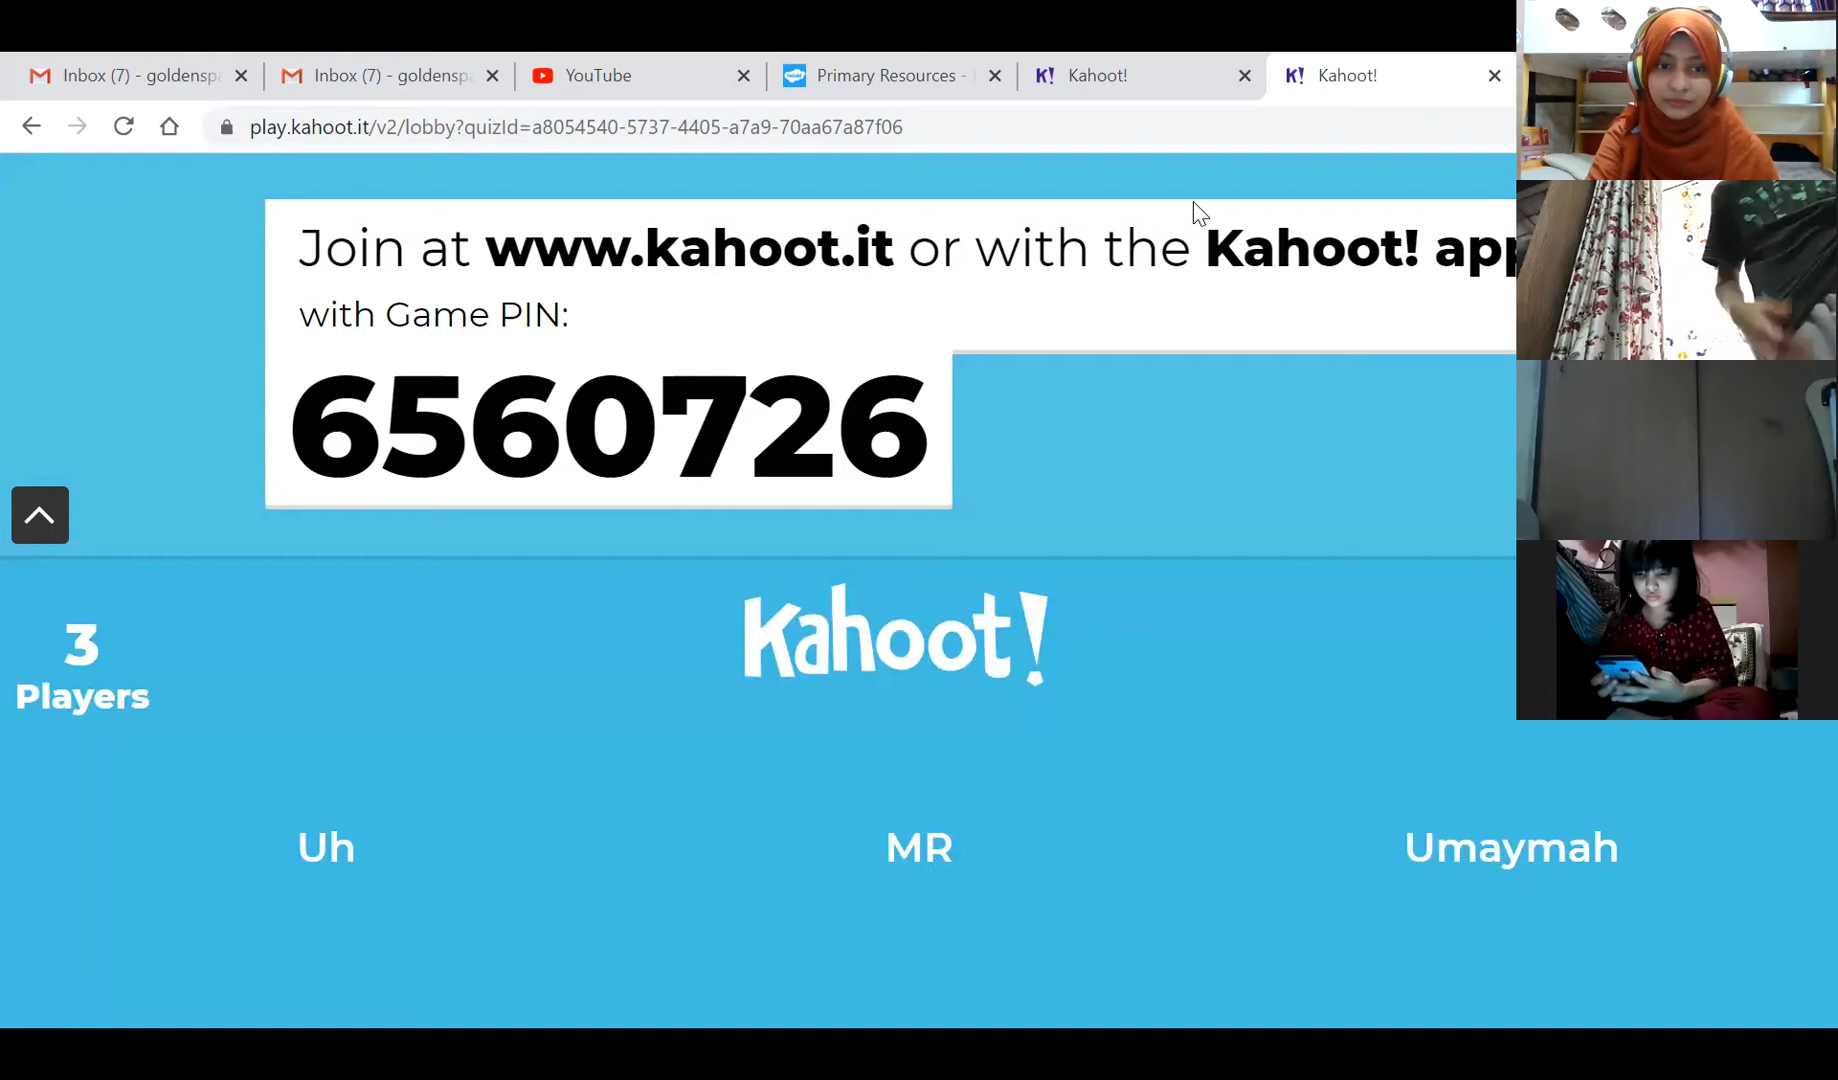 Inbox (7) - goldenspa
Inbox (7) - goldenspa
YouTube
Primary Resources -
K! Kahoot!
K! Kahoot!
play.kahoot.it/v2/lobby?quizId=a8054540-5737-4405-a7a9-70aa67a87f06
Join at www.kahoot.it or with the Kahoot! app
with Game PIN:
6560726
Kahoot!
3
Players
Uh
MR
Umaymah